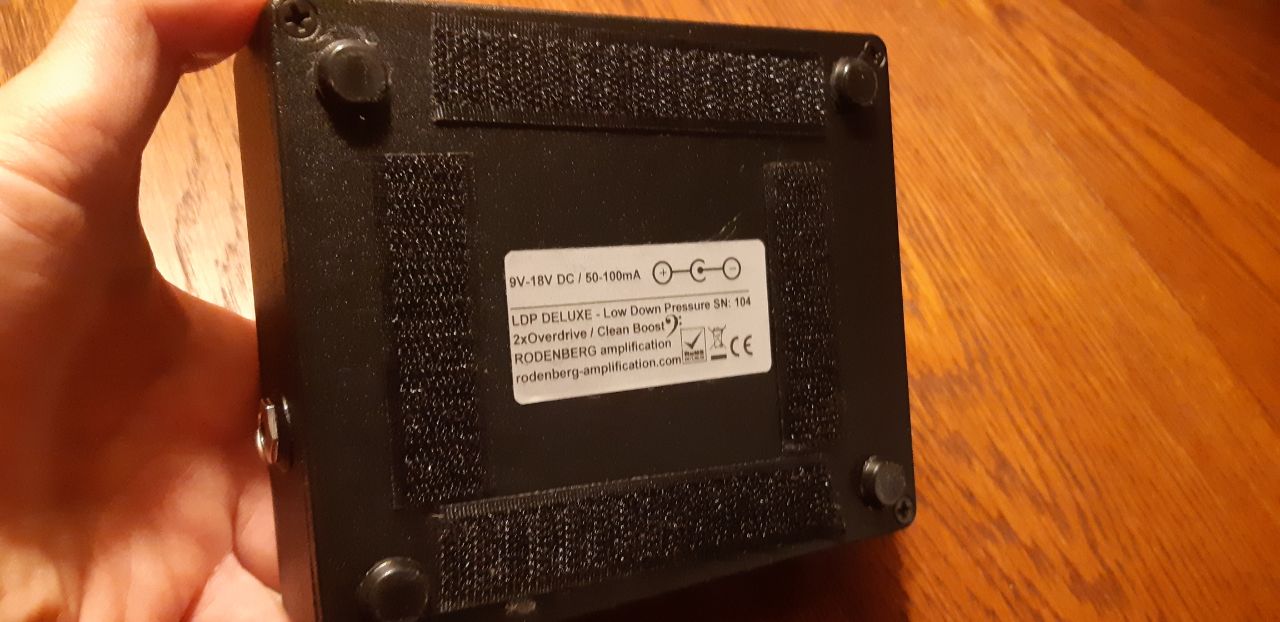 9V-18V DC / 50-100mA + -
LDP DELUXE - Low Down Pressure SN: 104
2xOverdrive / Clean Boost
RODENBERG amplification
rodenberg-amplification.com
RoHS
CE